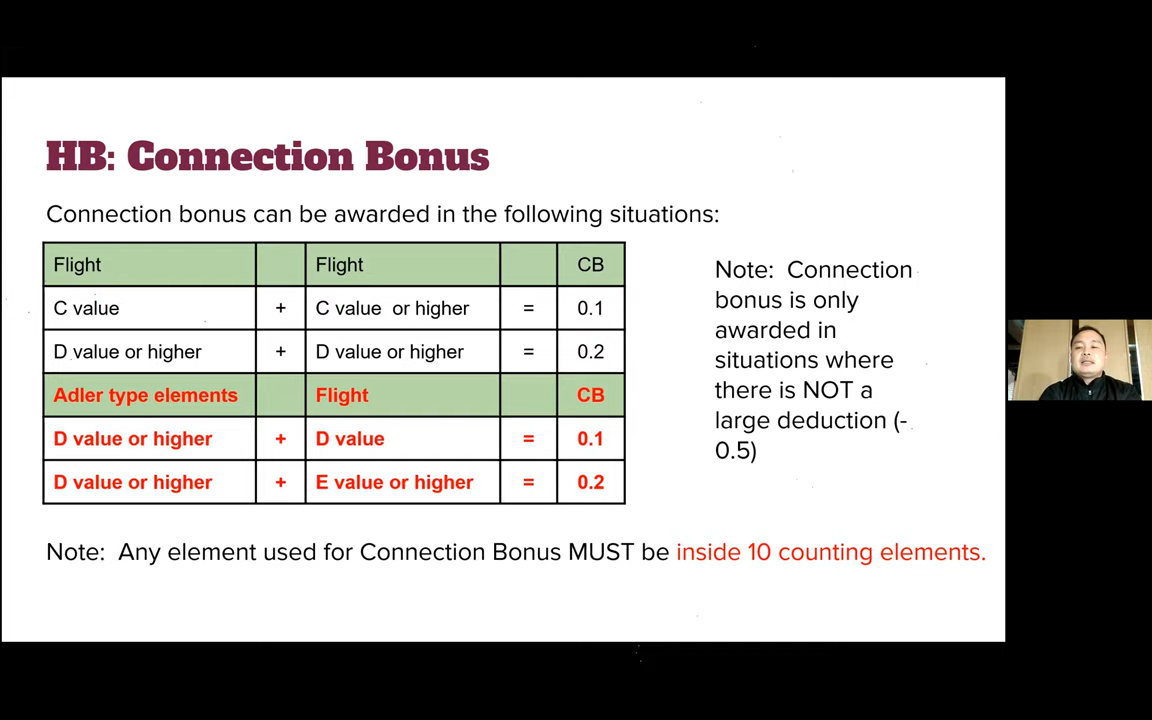 HB: Connection Bonus
Connection bonus can be awarded in the following situations:
Flight Flight CB
C value + C value or higher = 0.1
D value or higher + D value or higher = 0.2
Adler type elements Flight CB
D value or higher + D value = 0.1
D value or higher + E value or higher = 0.2
Note: Connection
bonus is only
awarded in
situations where
there is NOT a
large deduction (-
0.5)
Note: Any element used for Connection Bonus MUST be inside 10 counting elements.